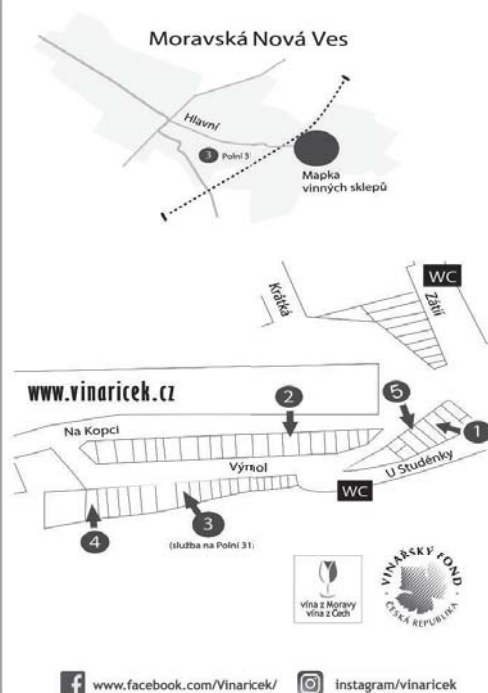 Moravská Nová Ves
Hlavní
3 Polní 3
Mapka
vinných sklepů
WC
Krátká
Zátiší
www.vinaricek.cz
2
5
1
Na Kopci
U Studénky
Výmol
WC
4
3
(služba na Polní 31)
vína z Moravy
vína z Čech
VINAŘSKÝ FOND
ČESKÁ REPUBLIKA
www.facebook.com/Vinaricek/
instagram/vinaricek